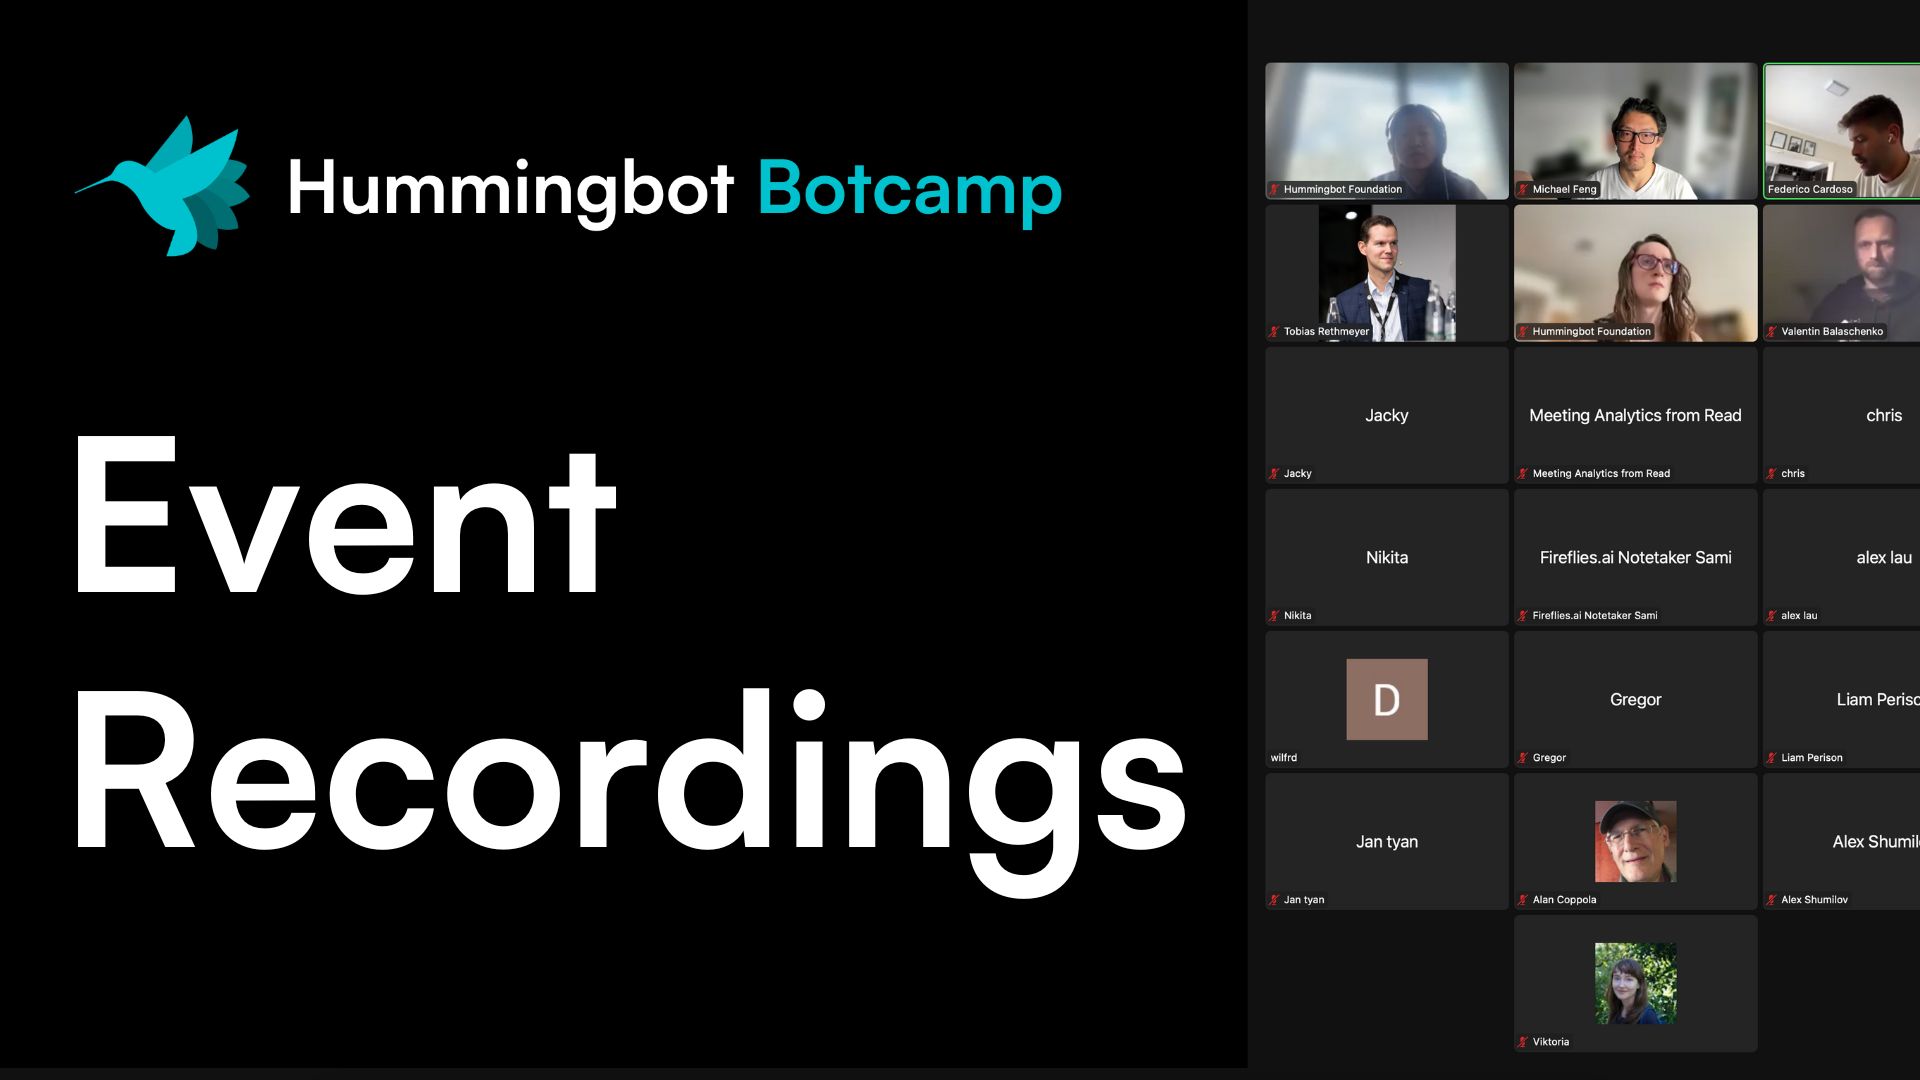 Hummingbot Botcamp
Event
Recordings
Hummingbot Foundation
Michael Feng
Federico Cardoso
Tobias Rethmeyer
Hummingbot Foundation
Valentin Balaschenko
Jacky
Meeting Analytics from Read
chris
Jacky
Meeting Analytics from Read
chris
Nikita
Fireflies.ai Notetaker Sami
alex lau
Nikita
Fireflies.ai Notetaker Sami
alex lau
D
Gregor
Liam Periso
wilfrd
Gregor
Liam Perison
Jan tyan
Alex Shumil
Jan tyan
Alan Coppola
Alex Shumilov
Viktoria